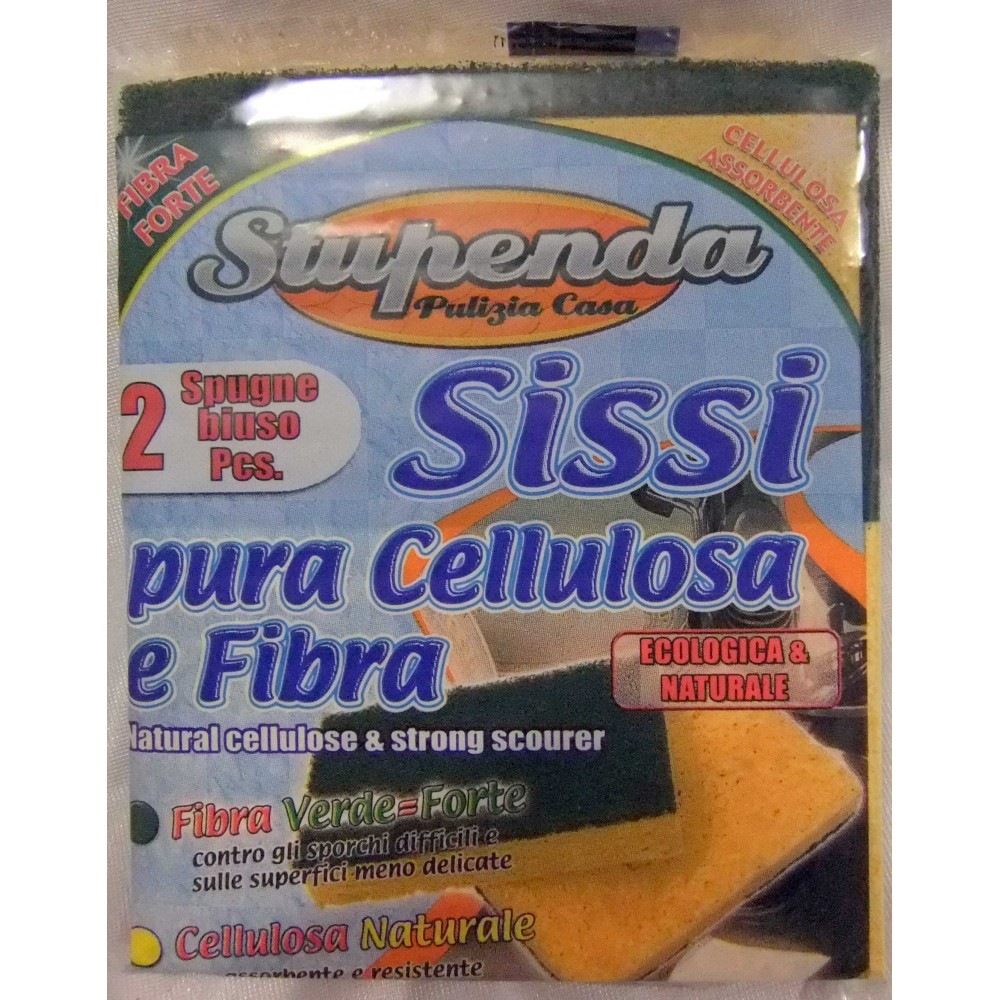 FIBRA
FORTE
CELLULOSA
ASSORBENTE
Stupenda
Pulizia Casa
2 Spugne
biuso
Pcs.
Sissi
pura Cellulosa
e Fibra
ECOLOGICA &
NATURALE
Natural cellulose & strong scourer
Fibra Verde=Forte
contro gli sporchi difficili e
sulle superfici meno delicate
Cellulosa Naturale
assorbente e resistente